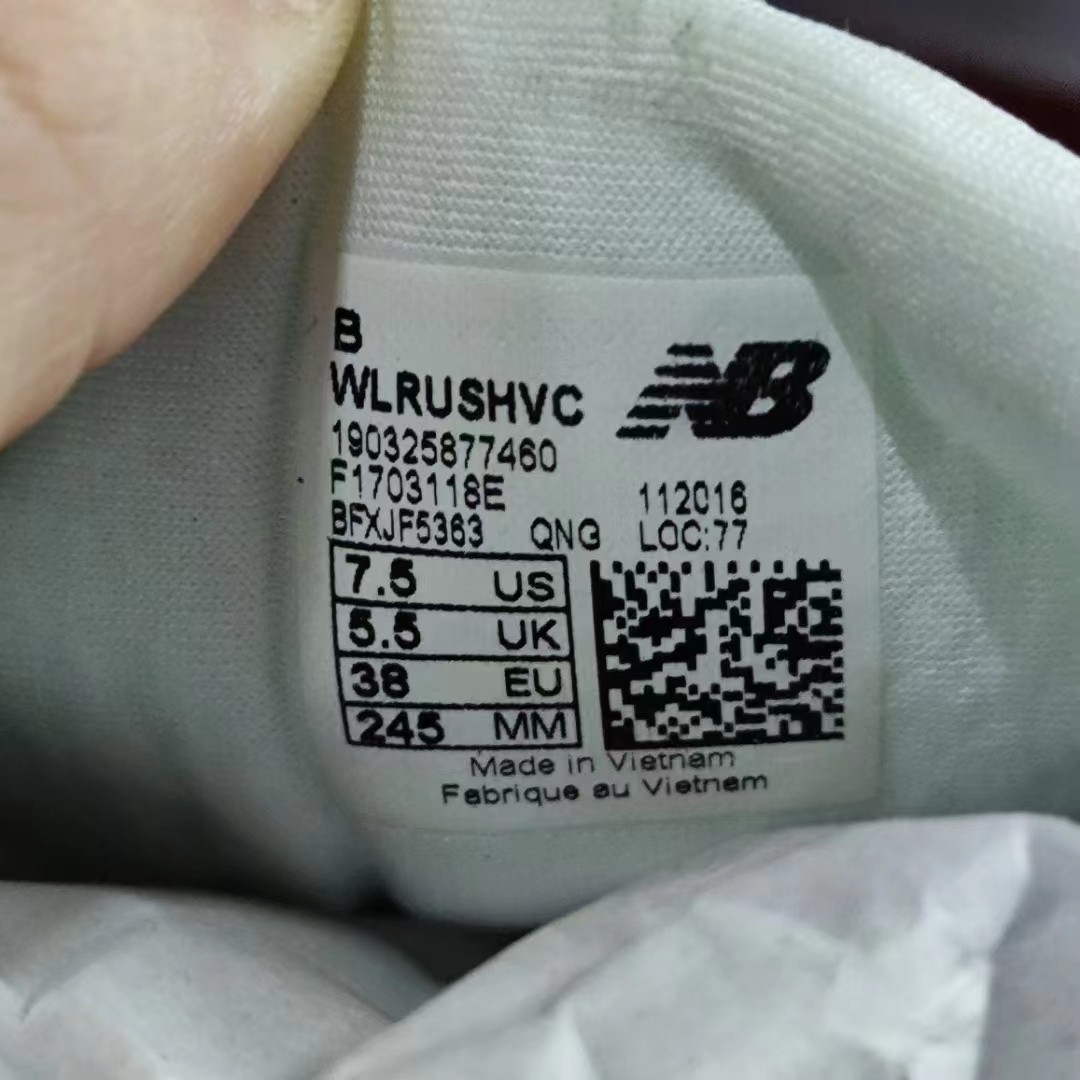 B
WLRUSHVC
NB
190325877460
F1703118E 112016
BFXJF5363 QNG LOC:77
7.5 US
5.5 UK
38 EU
245 MM
Made in Vietnam
Fabrique au Vietnam